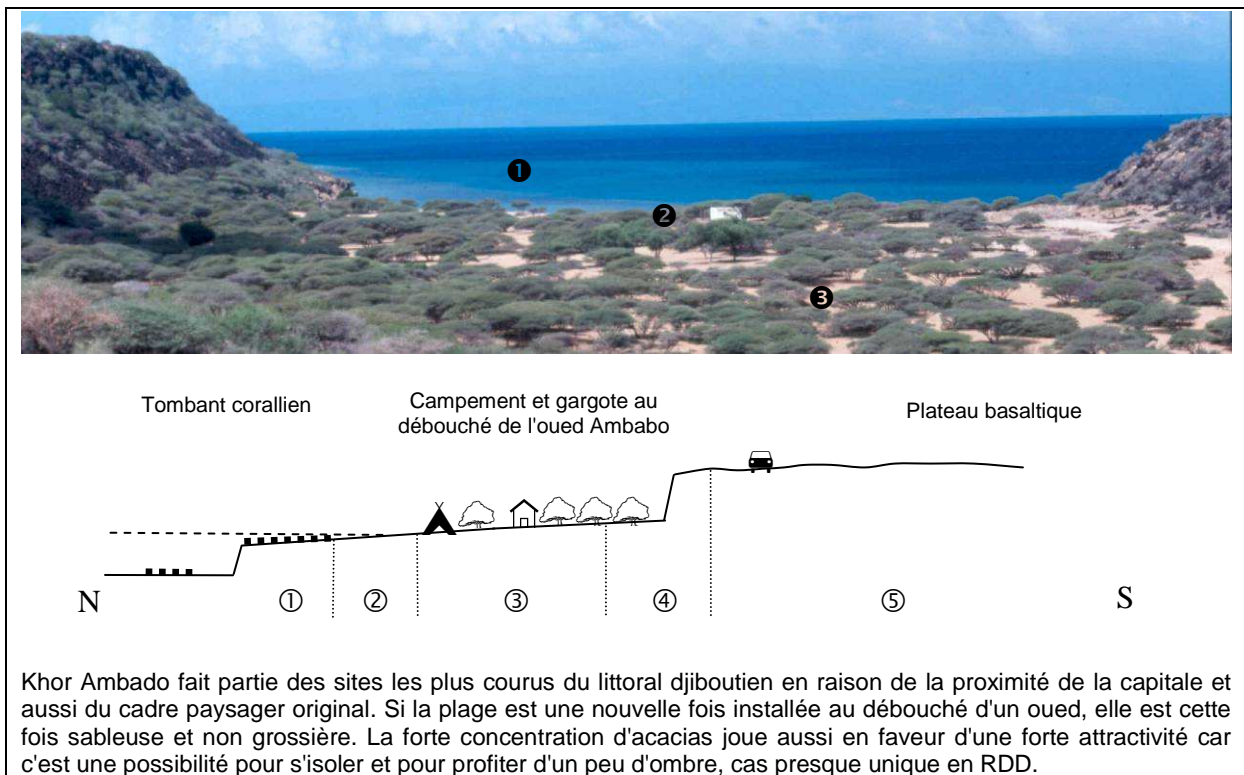 ❶
❷
❸
Tombant corallien
Campement et gargote au
débouché de l'oued Ambabo
Plateau basaltique
N
①
②
③
④
⑤
S
Khor Ambado fait partie des sites les plus courus du littoral djiboutien en raison de la proximité de la capitale et
aussi du cadre paysager original. Si la plage est une nouvelle fois installée au débouché d'un oued, elle est cette
fois sableuse et non grossière. La forte concentration d'acacias joue aussi en faveur d'une forte attractivité car
c'est une possibilité pour s'isoler et pour profiter d'un peu d'ombre, cas presque unique en RDD.